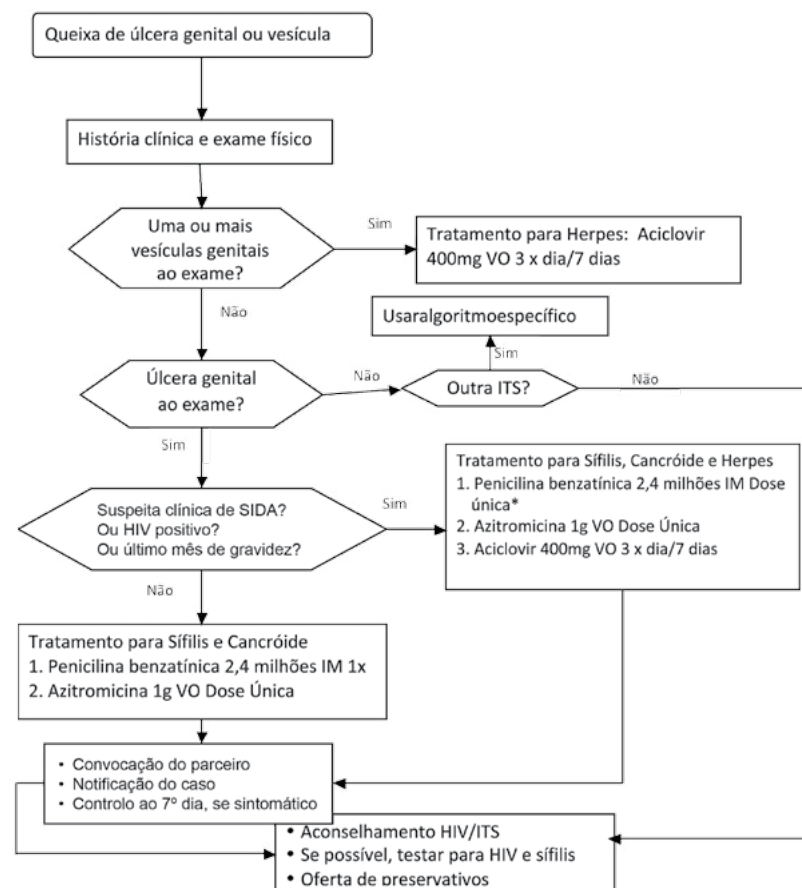 Queixa de úlcera genital ou vesícula
História clínica e exame físico
Uma ou mais
vesículas genitais
ao exame?
Sim
Tratamento para Herpes: Aciclovir
400mg VO 3 x dia/7 dias
Não
Usaralgoritmoespecífico
Sim
Úlcera genital
ao exame?
Não
Outra ITS?
Não
Sim
Suspeita clínica de SIDA?
Ou HIV positivo?
Ou último mês de gravidez?
Sim
Tratamento para Sífilis, Cancróide e Herpes
1. Penicilina benzatínica 2,4 milhões IM Dose
única*
2. Azitromicina 1g VO Dose Única
3. Aciclovir 400mg VO 3 x dia/7 dias
Não
Tratamento para Sífilis e Cancróide
1. Penicilina benzatínica 2,4 milhões IM 1x
2. Azitromicina 1g VO Dose Única
• Convocação do parceiro
• Notificação do caso
• Controlo ao 7º dia, se sintomático
• Aconselhamento HIV/ITS
• Se possível, testar para HIV e sífilis
• Oferta de preservativos